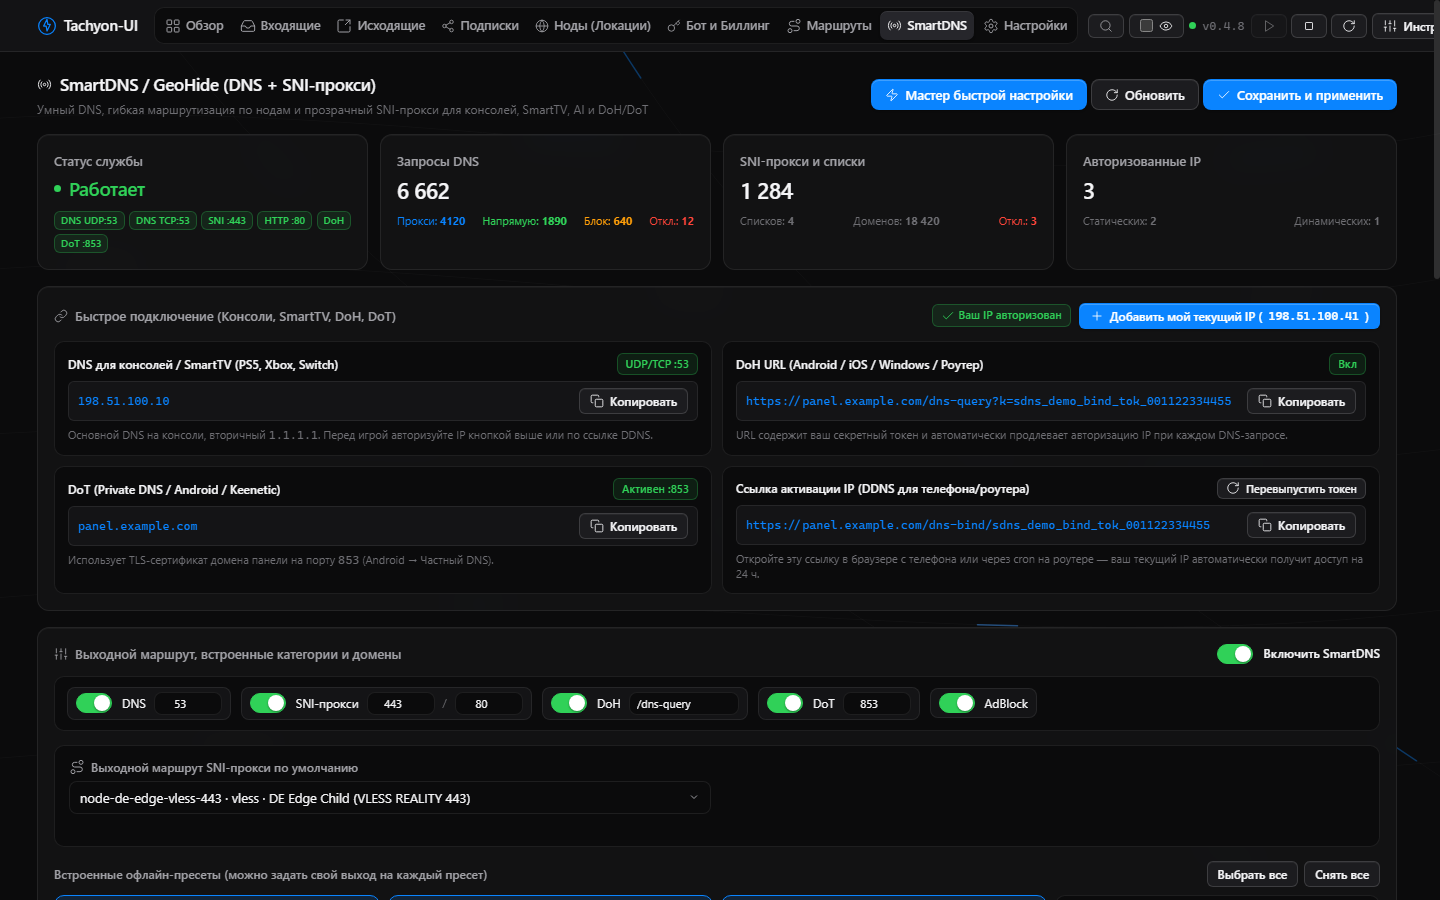 Tachyon-UI
Обзор
Входящие
Исходящие
Подписки
Ноды (Локации)
Бот и Биллинг
Маршруты
SmartDNS
Настройки
v0.4.8
SmartDNS / GeoHide (DNS + SNI-прокси)
Умный DNS, гибкая маршрутизация по нодам и прозрачный SNI-прокси для консолей, SmartTV, AI и DoH/DoT
Мастер быстрой настройки
Обновить
Сохранить и применить
Статус службы
Работает
DNS UDP:53 DNS TCP:53 SNI :443 HTTP :80 DoH
DoT :853
Запросы DNS
6 662
Прокси: 4120 Напрямую: 1890 Блок: 640 Откл.: 12
SNI-прокси и списки
1 284
Списков: 4 Доменов: 18 420 Откл.: 3
Авторизованные IP
3
Статических: 2 Динамических: 1
Быстрое подключение (Консоли, SmartTV, DoH, DoT)
Ваш IP авторизован
Добавить мой текущий IP ( 198.51.100.41 )
DNS для консолей / SmartTV (PS5, Xbox, Switch)
UDP/TCP :53
198.51.100.10
Копировать
Основной DNS на консоли, вторичный 1.1.1.1. Перед игрой авторизуйте IP кнопкой выше или по ссылке DDNS.
DoH URL (Android / iOS / Windows / Роутер)
Вкл
https://panel.example.com/dns-query?k=sdns_demo_bind_tok_001122334455
Копировать
URL содержит ваш секретный токен и автоматически продлевает авторизацию IP при каждом DNS-запросе.
DoT (Private DNS / Android / Keenetic)
Активен :853
panel.example.com
Копировать
Использует TLS-сертификат домена панели на порту 853 (Android → Частный DNS).
Ссылка активации IP (DDNS для телефона/роутера)
Перевыпустить токен
https://panel.example.com/dns-bind/sdns_demo_bind_tok_001122334455
Копировать
Откройте эту ссылку в браузере с телефона или через cron на роутере — ваш текущий IP автоматически получит доступ на
24 ч.
Выходной маршрут, встроенные категории и домены
Включить SmartDNS
DNS 53
SNI-прокси 443 / 80
DoH /dns-query
DoT 853
AdBlock
Выходной маршрут SNI-прокси по умолчанию
node-de-edge-vless-443 · vless · DE Edge Child (VLESS REALITY 443)
Встроенные офлайн-пресеты (можно задать свой выход на каждый пресет)
Выбрать все
Снять все